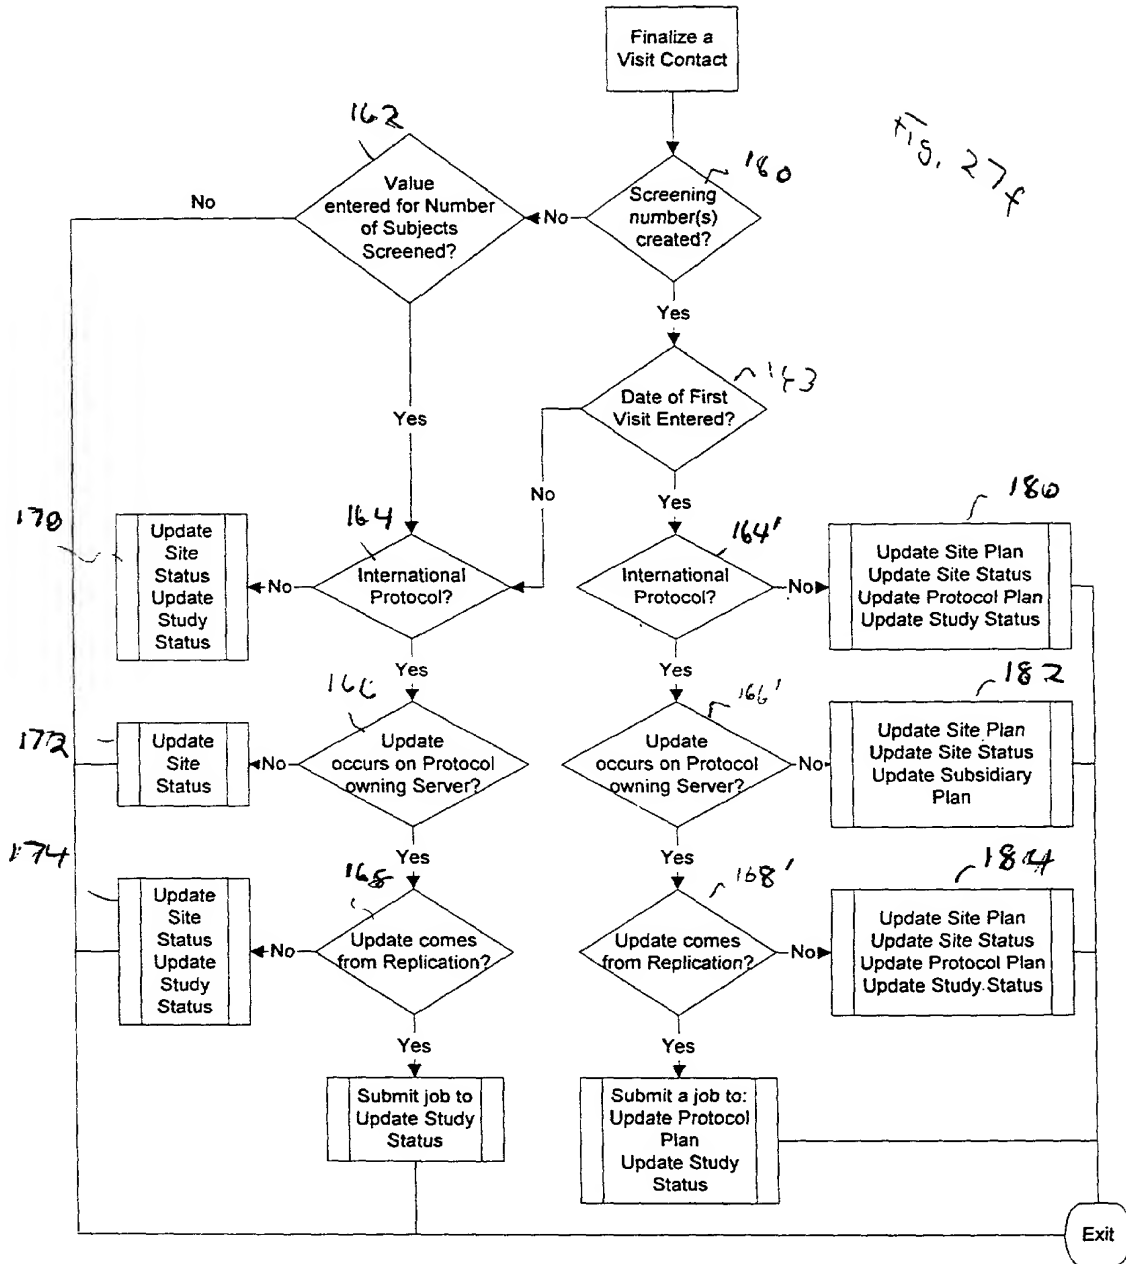 Finalize a
Visit Contact
Fig. 27f
162
180
Value
entered for Number
of Subjects
Screened?
No
No
Screening
number(s)
created?
Yes
143
Date of First
Visit Entered?
Yes
No
Yes
178
Update
Site
Status
Update
Study
Status
No
164
International
Protocol?
164'
International
Protocol?
No
180
Update Site Plan
Update Site Status
Update Protocol Plan
Update Study Status
Yes
Yes
172
Update
Site
Status
No
166
Update
occurs on Protocol
owning Server?
166'
Update
occurs on Protocol
owning Server?
No
182
Update Site Plan
Update Site Status
Update Subsidiary
Plan
Yes
Yes
174
Update
Site
Status
Update
Study
Status
No
168
Update comes
from Replication?
168'
Update comes
from Replication?
No
184
Update Site Plan
Update Site Status
Update Protocol Plan
Update Study Status
Yes
Yes
Submit job to
Update Study
Status
Submit a job to:
Update Protocol
Plan
Update Study
Status
Exit